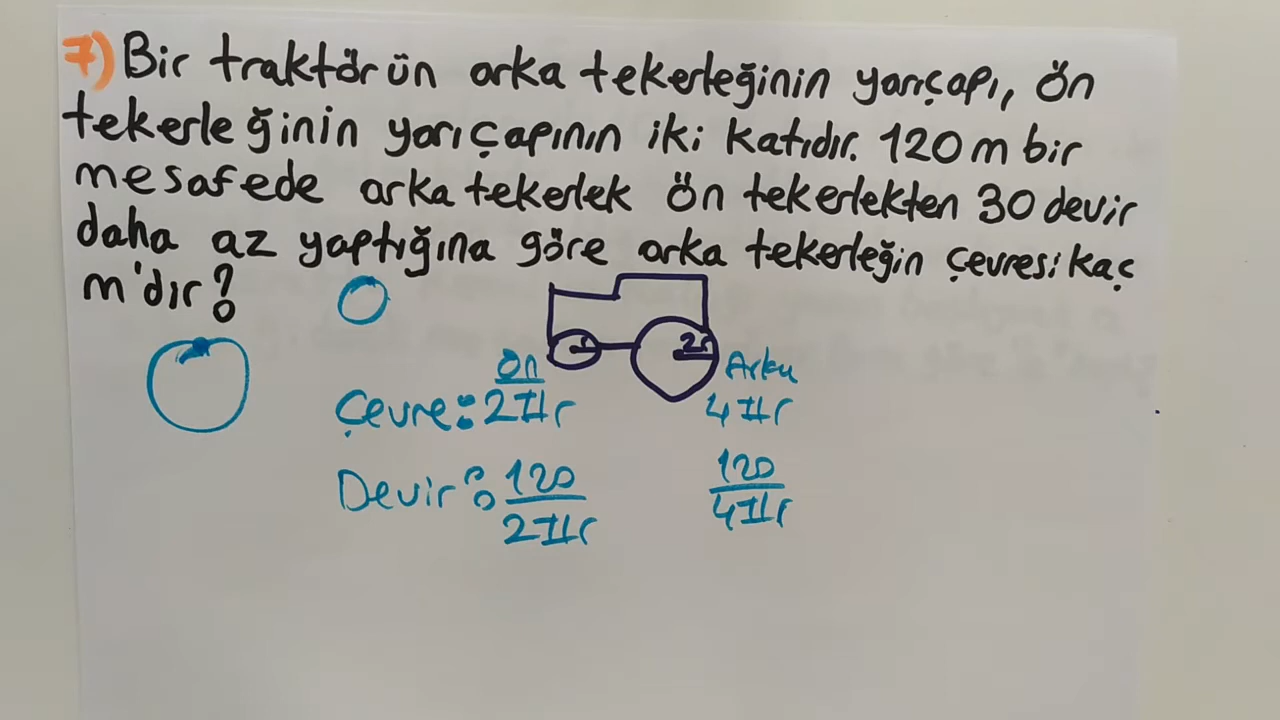 7) Bir traktörün arka tekerleğinin yarıçapı, ön
tekerleğinin yarıçapının iki katıdır. 120 m bir
mesafede arka tekerlek ön tekerlekten 30 devir
daha az yaptığına göre arka tekerleğin çevresi kaç
m'dır?
r 2r
Ön Arka
Çevre: 2πr 4πr
Devir: 120/2πr 120/4πr